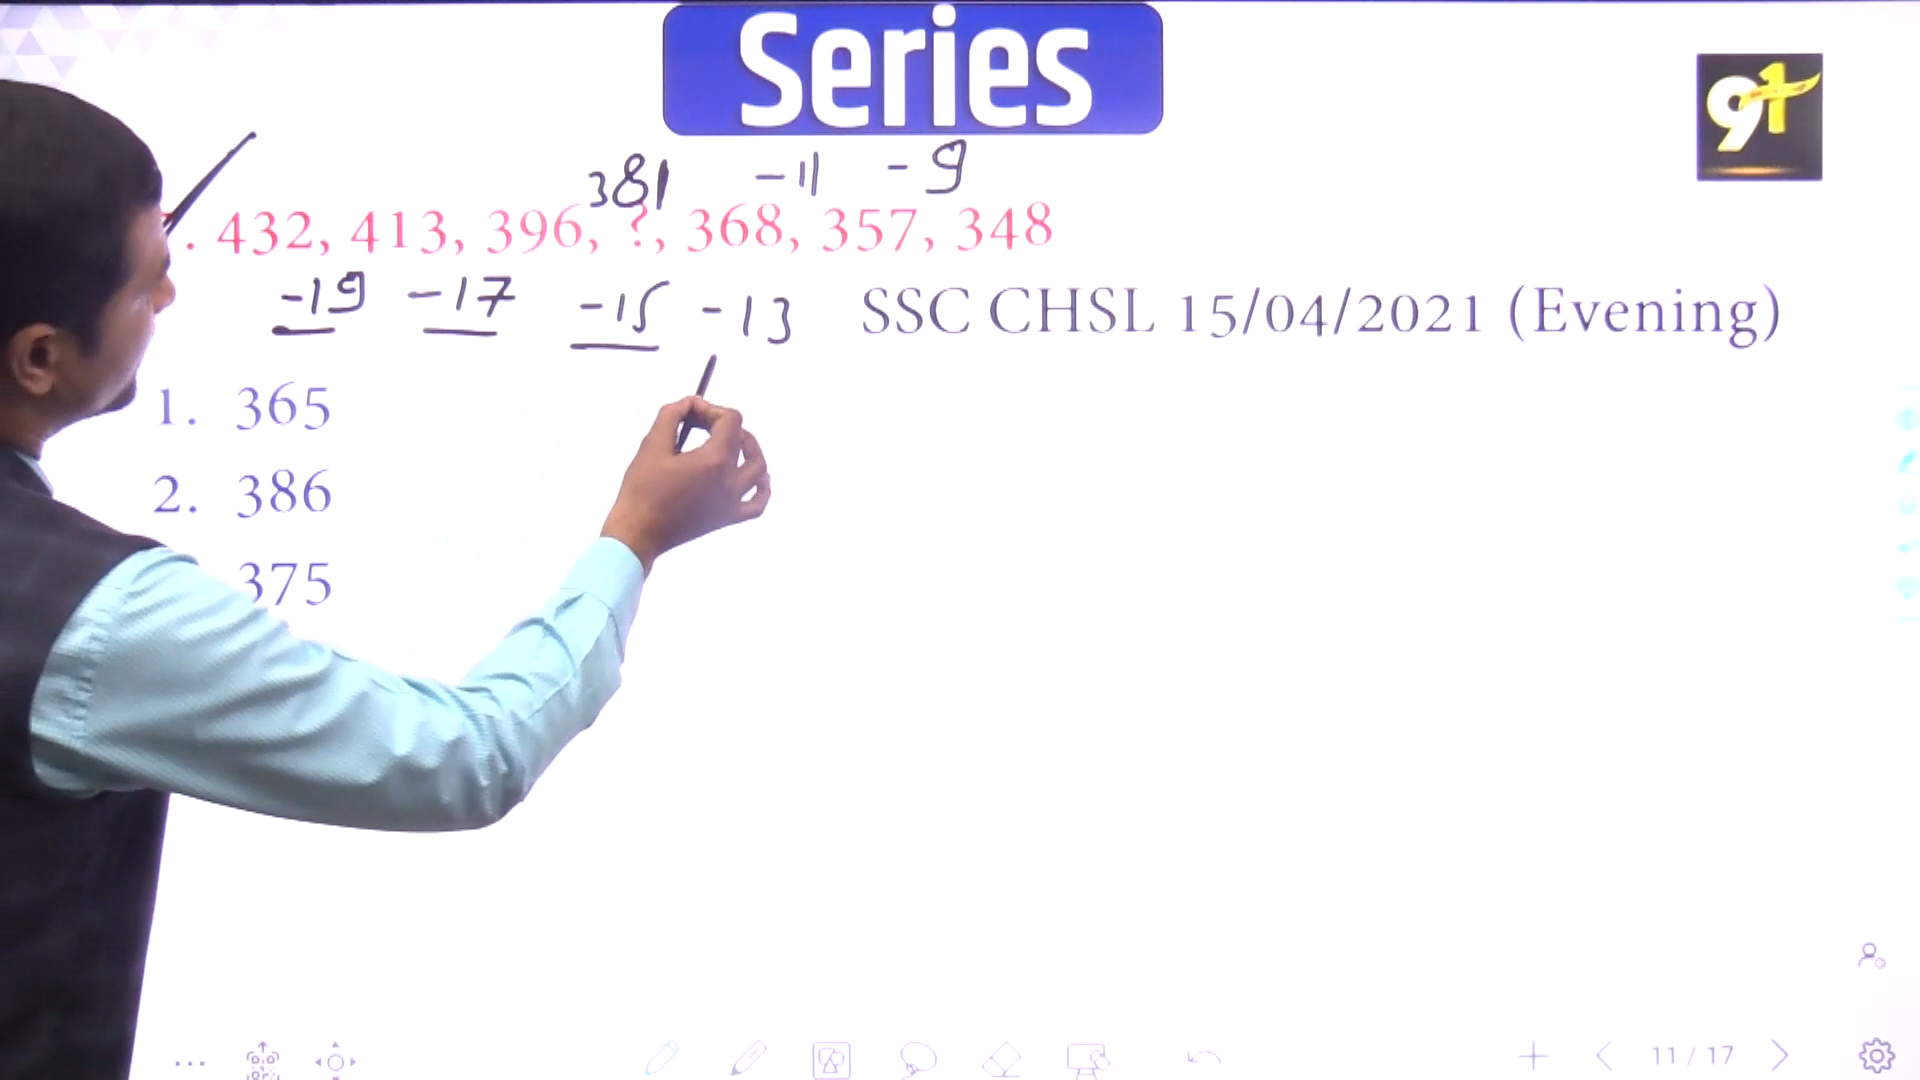 Series
91
381 -11 -9
. 432, 413, 396, ?, 368, 357, 348
-19 -17 -15 -13
SSC CHSL 15/04/2021 (Evening)
1. 365
2. 386
375
11 / 17